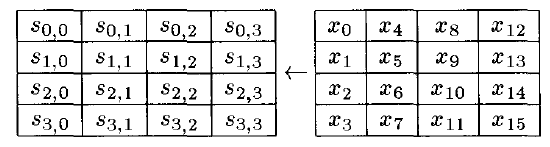 s0,0 s0,1 s0,2 s0,3 x0 x4 x8 x12
s1,0 s1,1 s1,2 s1,3 ← x1 x5 x9 x13
s2,0 s2,1 s2,2 s2,3 x2 x6 x10 x14
s3,0 s3,1 s3,2 s3,3 x3 x7 x11 x15